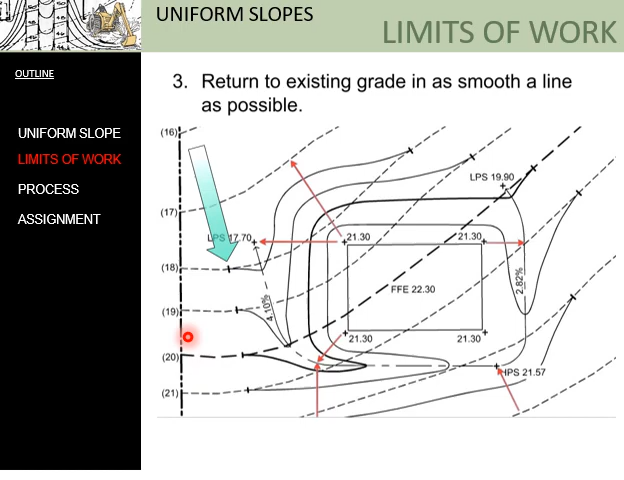 UNIFORM SLOPES
LIMITS OF WORK
OUTLINE
UNIFORM SLOPE
LIMITS OF WORK
PROCESS
ASSIGNMENT
3. Return to existing grade in as smooth a line
as possible.
(16)
LPS 19.90
(17)
LPS 17.70
21.30
21.30
(18)
2.82%
FFE 22.30
4.10%
(19)
21.30
21.30
(20)
HPS 21.57
(21)